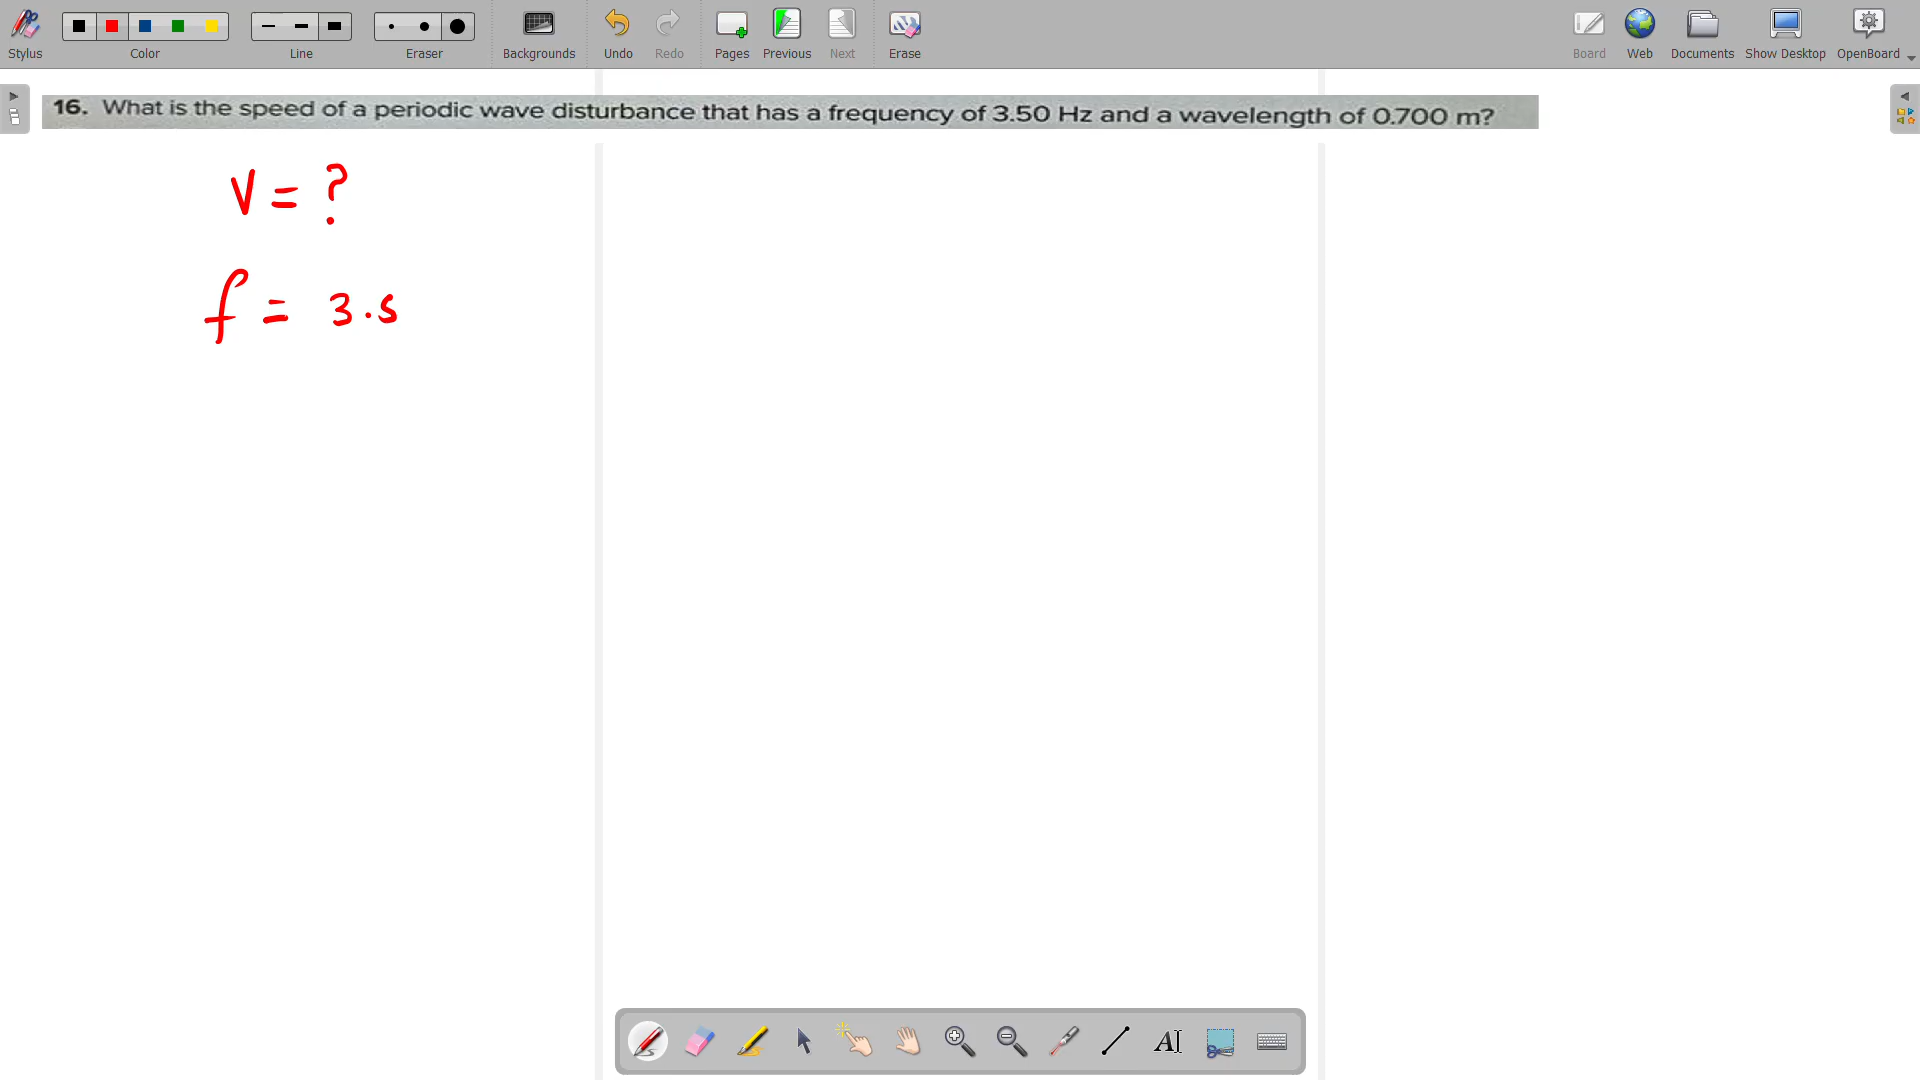 Stylus Color Line Eraser Backgrounds Undo Redo Pages Previous Next Erase Board Web Documents Show Desktop OpenBoard
16. What is the speed of a periodic wave disturbance that has a frequency of 3.50 Hz and a wavelength of 0.700 m?
V = ?
f = 3.5